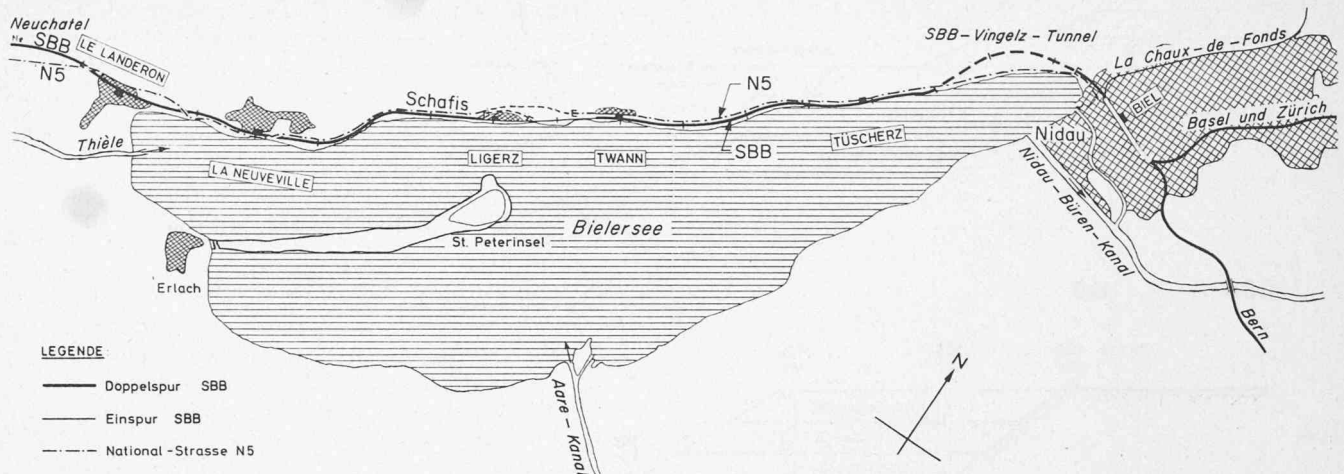 Neuchatel
SBB
LE LANDERON
N5
Thièle
LA NEUVEVILLE
Schafis
LIGERZ
TWANN
N5
SBB
TÜSCHERZ
SBB-Vingelz-Tunnel
La Chaux-de-Fonds
BIEL
Basel und Zürich
Nidau
Nidau-Büren-Kanal
Bern
St. Peterinsel
Bielersee
Erlach
Aare-Kanal
N
LEGENDE
Doppelspur SBB
Einspur SBB
National-Strasse N5